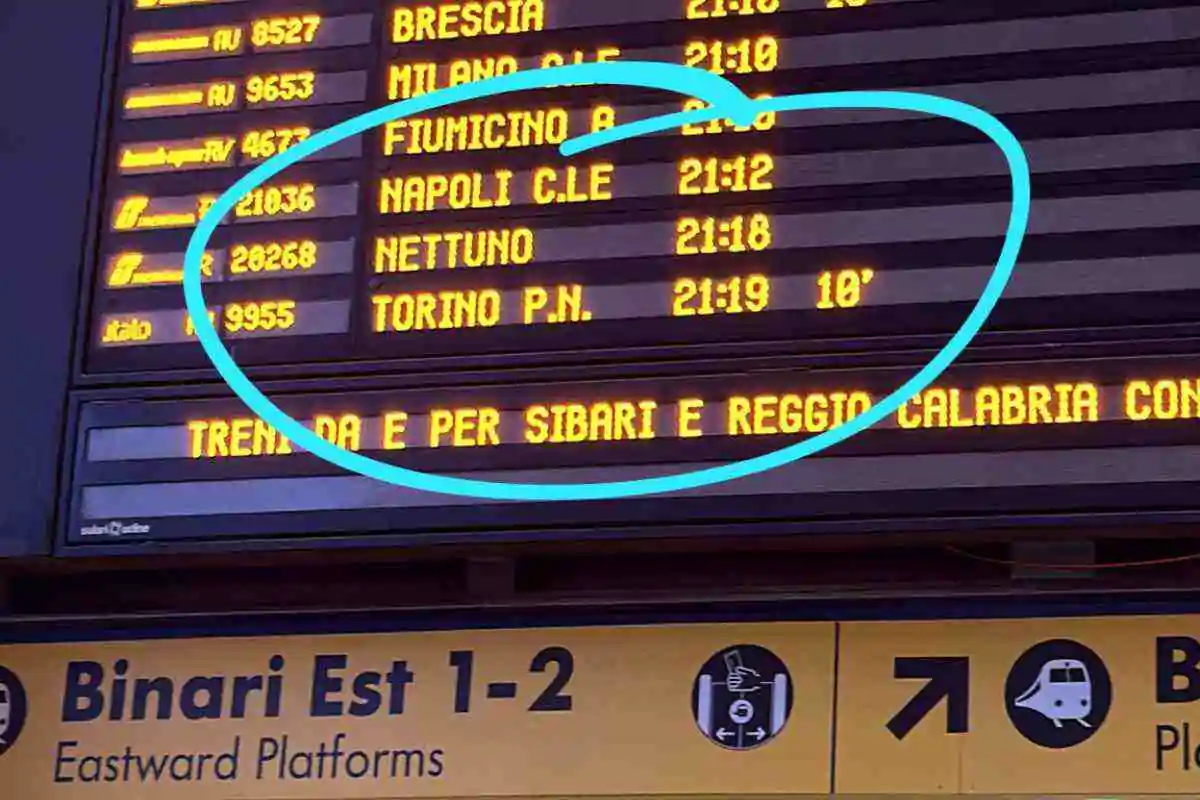 AV 8527 BRESCIA
AV 9653 MILANO C.LE 21:10
RV 4673 FIUMICINO A
21036 NAPOLI C.LE 21:12
20268 NETTUNO 21:18
italo 9955 TORINO P.N. 21:19 10'
TRENI DA E PER SIBARI E REGGIO CALABRIA CON
Binari Est 1-2
Eastward Platforms